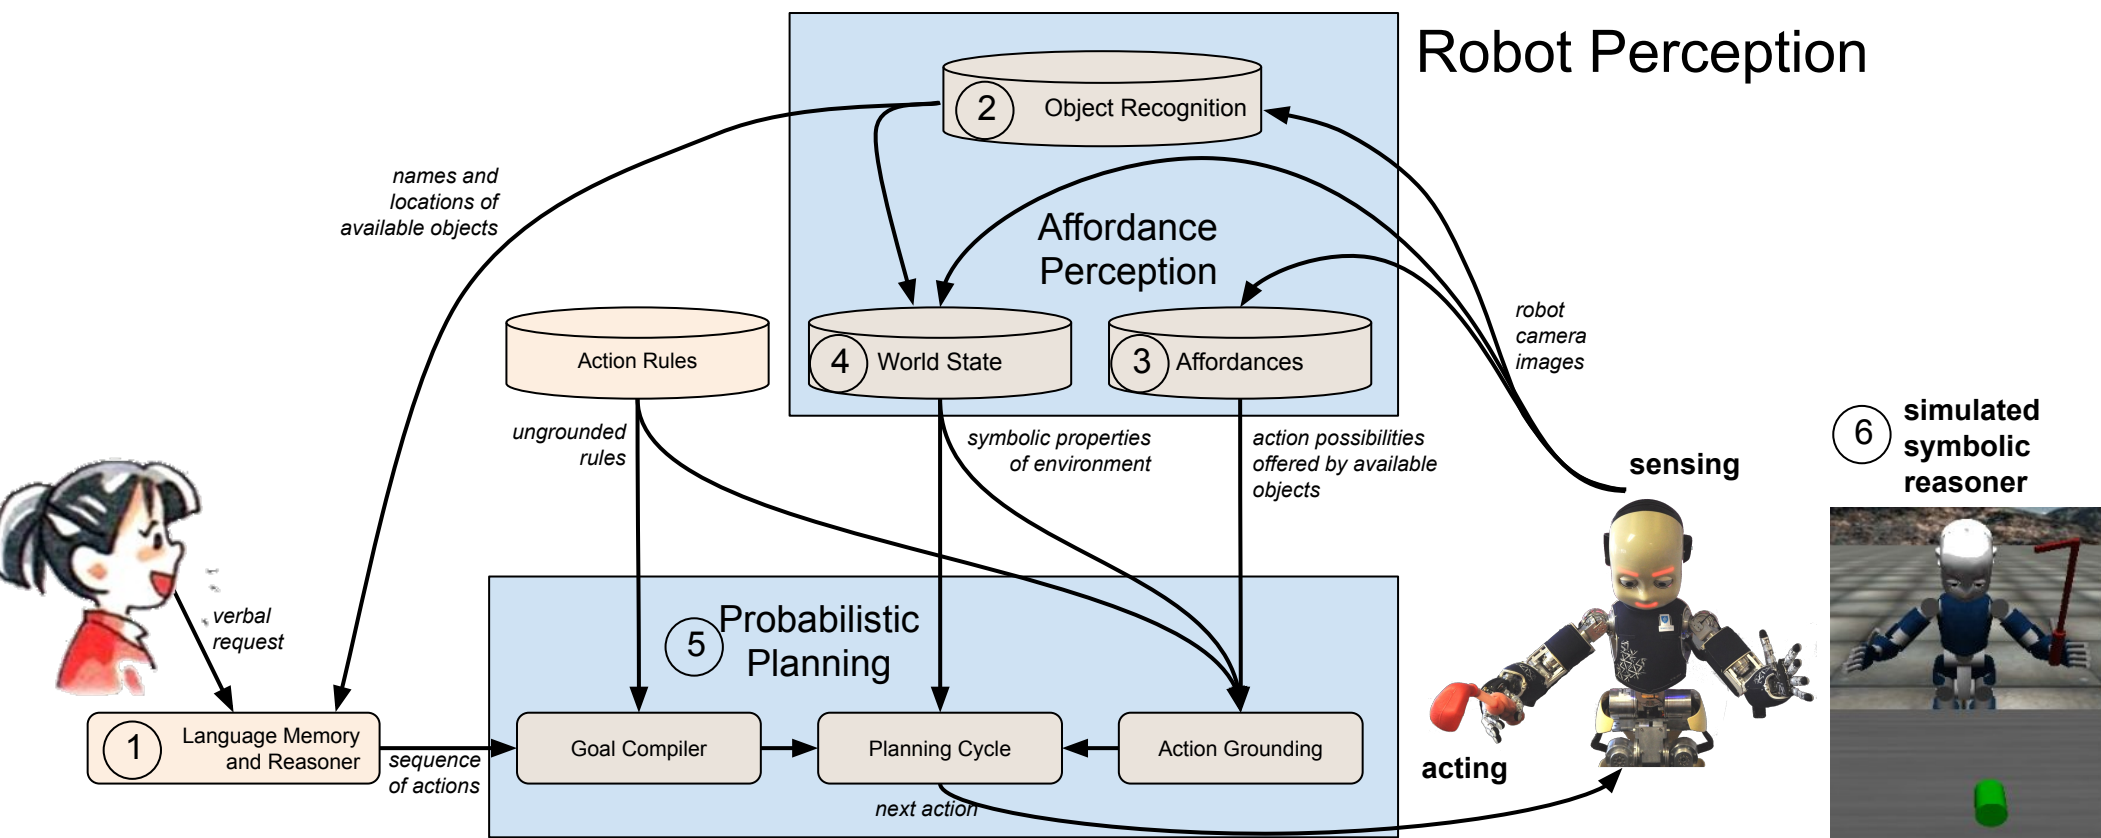 Robot Perception
2
Object Recognition
names and
locations of
available objects
Affordance
Perception
robot
camera
images
Action Rules
4
World State
3
Affordances
ungrounded
rules
symbolic properties
of environment
action possibilities
offered by available
objects
sensing
6
simulated
symbolic
reasoner
verbal
request
5
Probabilistic
Planning
1
Language Memory
and Reasoner
sequence
of actions
Goal Compiler
Planning Cycle
Action Grounding
next action
acting